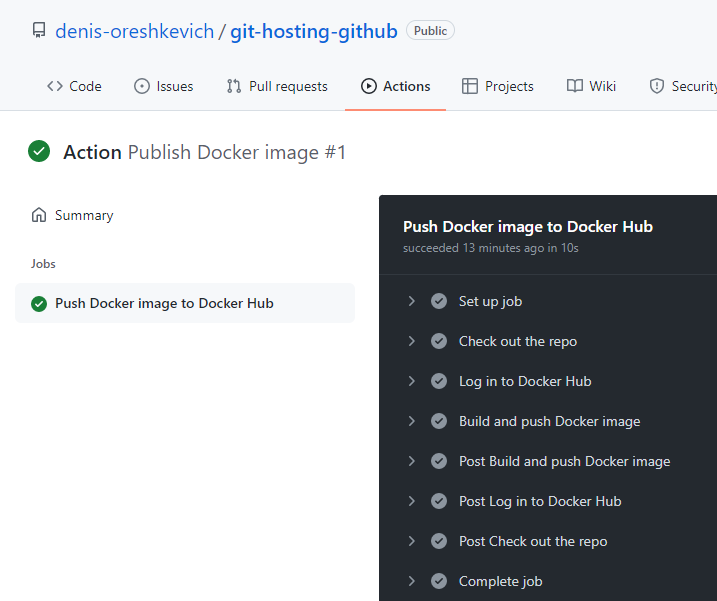 denis-oreshkevich / git-hosting-github Public
Code Issues Pull requests Actions Projects Wiki Security
Action Publish Docker image #1
Summary
Jobs
Push Docker image to Docker Hub
Push Docker image to Docker Hub
succeeded 13 minutes ago in 10s
Set up job
Check out the repo
Log in to Docker Hub
Build and push Docker image
Post Build and push Docker image
Post Log in to Docker Hub
Post Check out the repo
Complete job